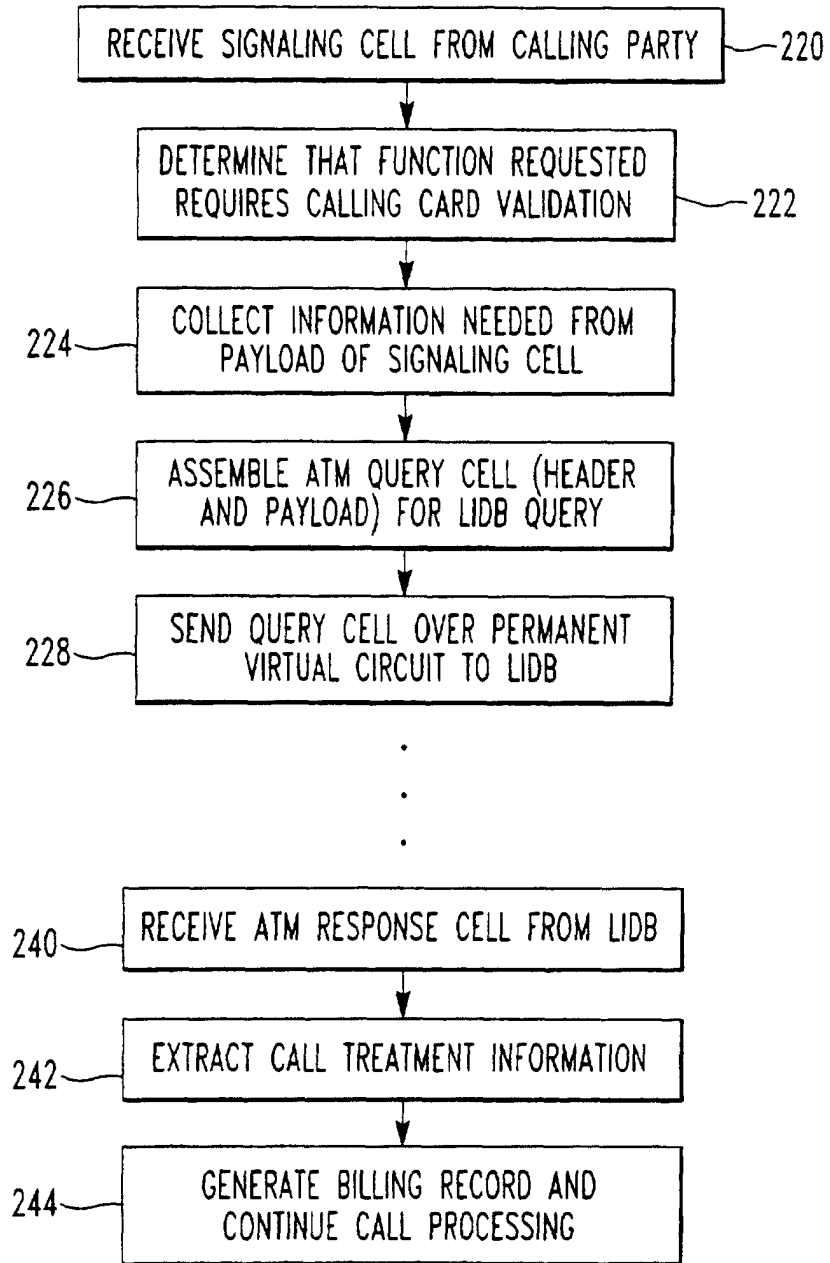 RECEIVE SIGNALING CELL FROM CALLING PARTY
220
DETERMINE THAT FUNCTION REQUESTED
REQUIRES CALLING CARD VALIDATION
222
224
COLLECT INFORMATION NEEDED FROM
PAYLOAD OF SIGNALING CELL
226
ASSEMBLE ATM QUERY CELL (HEADER
AND PAYLOAD) FOR LIDB QUERY
228
SEND QUERY CELL OVER PERMANENT
VIRTUAL CIRCUIT TO LIDB
240
RECEIVE ATM RESPONSE CELL FROM LIDB
242
EXTRACT CALL TREATMENT INFORMATION
244
GENERATE BILLING RECORD AND
CONTINUE CALL PROCESSING